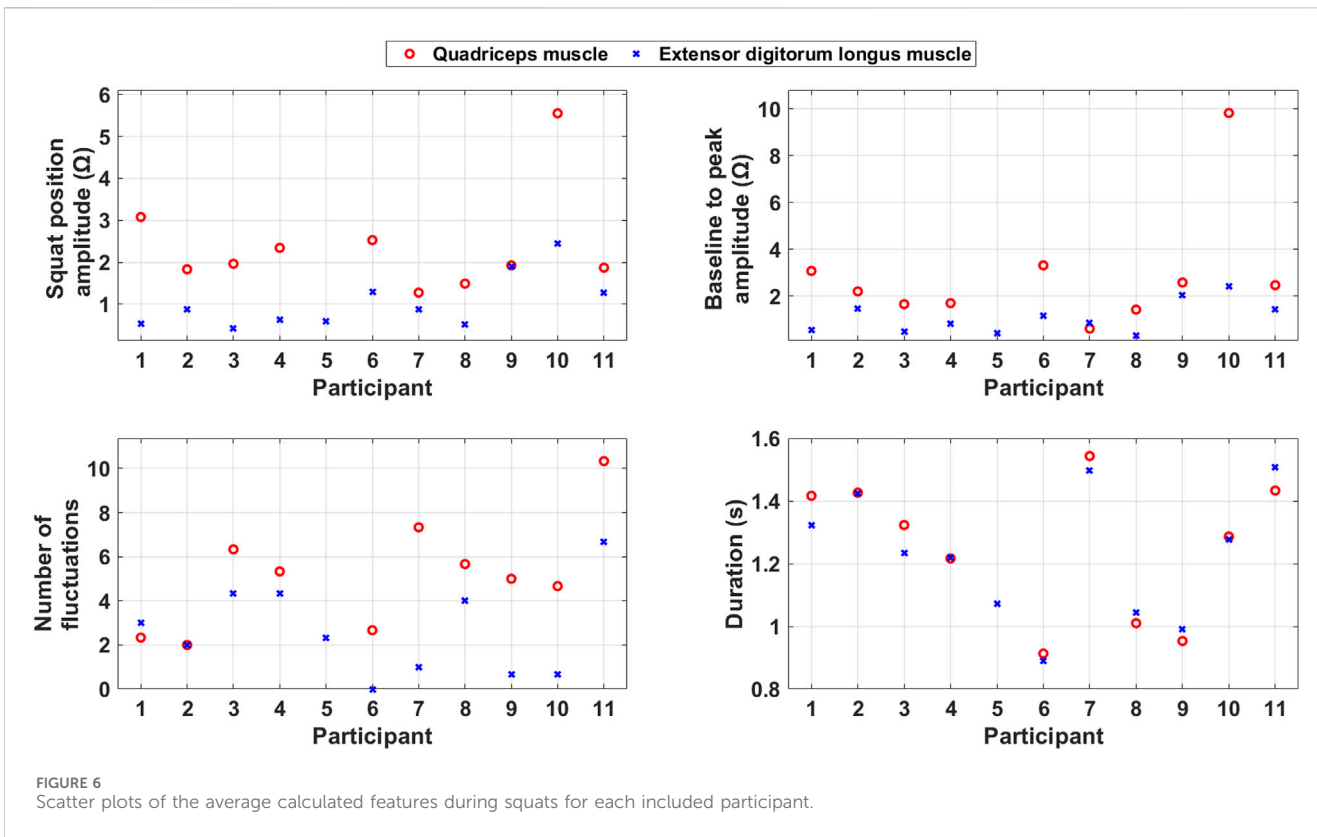 Quadriceps muscle Extensor digitorum longus muscle
Squat position
amplitude (Ω)
6
5
4
3
2
1
1 2 3 4 5 6 7 8 9 10 11
Participant
Baseline to peak
amplitude (Ω)
10
8
6
4
2
1 2 3 4 5 6 7 8 9 10 11
Participant
Number of
fluctuations
10
8
6
4
2
0
1 2 3 4 5 6 7 8 9 10 11
Participant
Duration (s)
1.6
1.4
1.2
1
0.8
1 2 3 4 5 6 7 8 9 10 11
Participant
FIGURE 6
Scatter plots of the average calculated features during squats for each included participant.